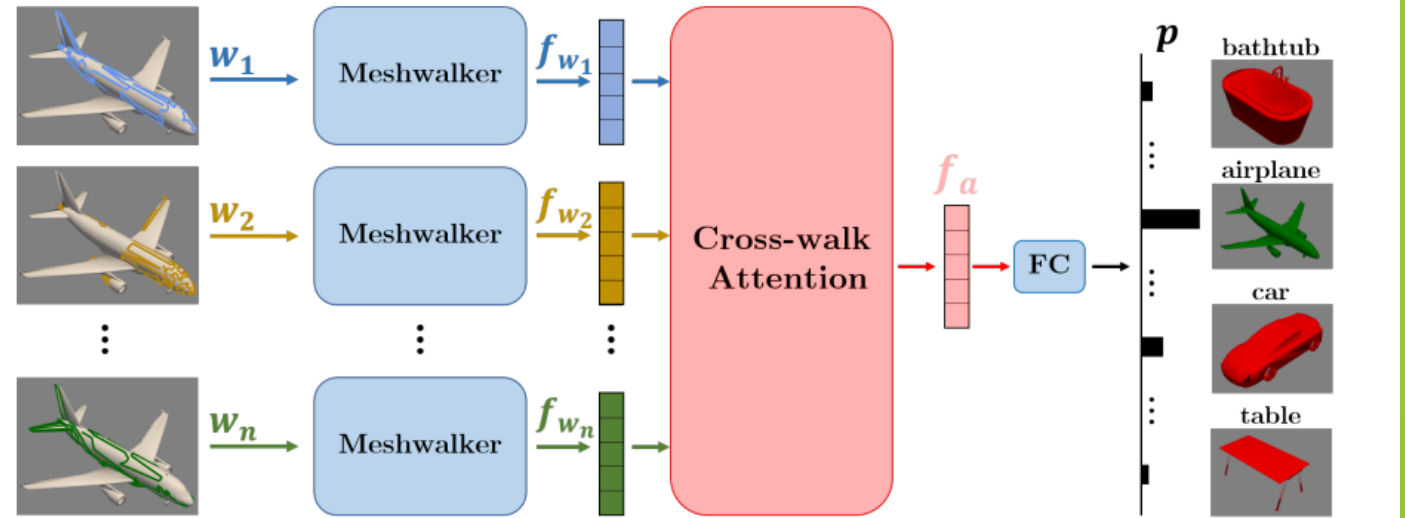 w1 Meshwalker fw1
w2 Meshwalker fw2
wn Meshwalker fwn
Cross-walk
Attention
fa
FC
p
bathtub
airplane
car
table